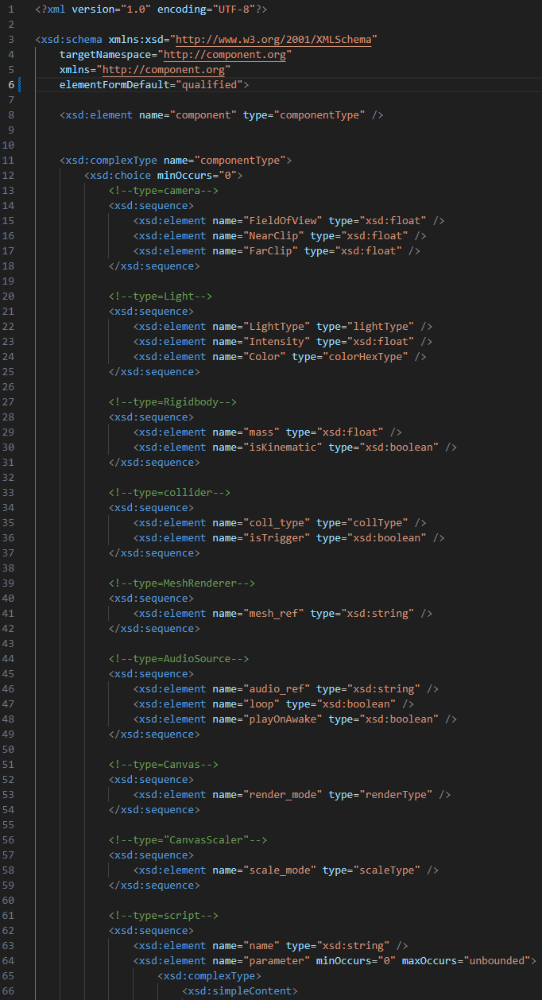 1 <?xml version="1.0" encoding="UTF-8"?>
2
3 <xsd:schema xmlns:xsd="http://www.w3.org/2001/XMLSchema"
4 targetNamespace="http://component.org"
5 xmlns="http://component.org"
6 elementFormDefault="qualified">
7
8 <xsd:element name="component" type="componentType" />
9
10
11 <xsd:complexType name="componentType">
12 <xsd:choice minOccurs="0">
13 <!--type=camera-->
14 <xsd:sequence>
15 <xsd:element name="FieldOfView" type="xsd:float" />
16 <xsd:element name="NearClip" type="xsd:float" />
17 <xsd:element name="FarClip" type="xsd:float" />
18 </xsd:sequence>
19
20 <!--type=Light-->
21 <xsd:sequence>
22 <xsd:element name="LightType" type="lightType" />
23 <xsd:element name="Intensity" type="xsd:float" />
24 <xsd:element name="Color" type="colorHexType" />
25 </xsd:sequence>
26
27 <!--type=Rigidbody-->
28 <xsd:sequence>
29 <xsd:element name="mass" type="xsd:float" />
30 <xsd:element name="isKinematic" type="xsd:boolean" />
31 </xsd:sequence>
32
33 <!--type=collider-->
34 <xsd:sequence>
35 <xsd:element name="coll_type" type="collType" />
36 <xsd:element name="isTrigger" type="xsd:boolean" />
37 </xsd:sequence>
38
39 <!--type=MeshRenderer-->
40 <xsd:sequence>
41 <xsd:element name="mesh_ref" type="xsd:string" />
42 </xsd:sequence>
43
44 <!--type=AudioSource-->
45 <xsd:sequence>
46 <xsd:element name="audio_ref" type="xsd:string" />
47 <xsd:element name="loop" type="xsd:boolean" />
48 <xsd:element name="playOnAwake" type="xsd:boolean" />
49 </xsd:sequence>
50
51 <!--type=Canvas-->
52 <xsd:sequence>
53 <xsd:element name="render_mode" type="renderType" />
54 </xsd:sequence>
55
56 <!--type="CanvasScaler"-->
57 <xsd:sequence>
58 <xsd:element name="scale_mode" type="scaleType" />
59 </xsd:sequence>
60
61 <!--type=script-->
62 <xsd:sequence>
63 <xsd:element name="name" type="xsd:string" />
64 <xsd:element name="parameter" minOccurs="0" maxOccurs="unbounded">
65 <xsd:complexType>
66 <xsd:simpleContent>